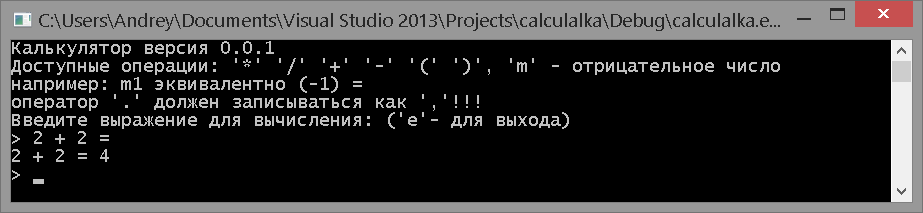 C:\Users\Andrey\Documents\Visual Studio 2013\Projects\calculalka\Debug\calculalka.e...
Калькулятор версия 0.0.1
Доступные операции: '*' '/' '+' '-' '(' ')', 'm' - отрицательное число
например: m1 эквивалентно (-1) =
оператор '.' должен записываться как ','!!!
Введите выражение для вычисления: ('e'- для выхода)
> 2 + 2 =
2 + 2 = 4
> _